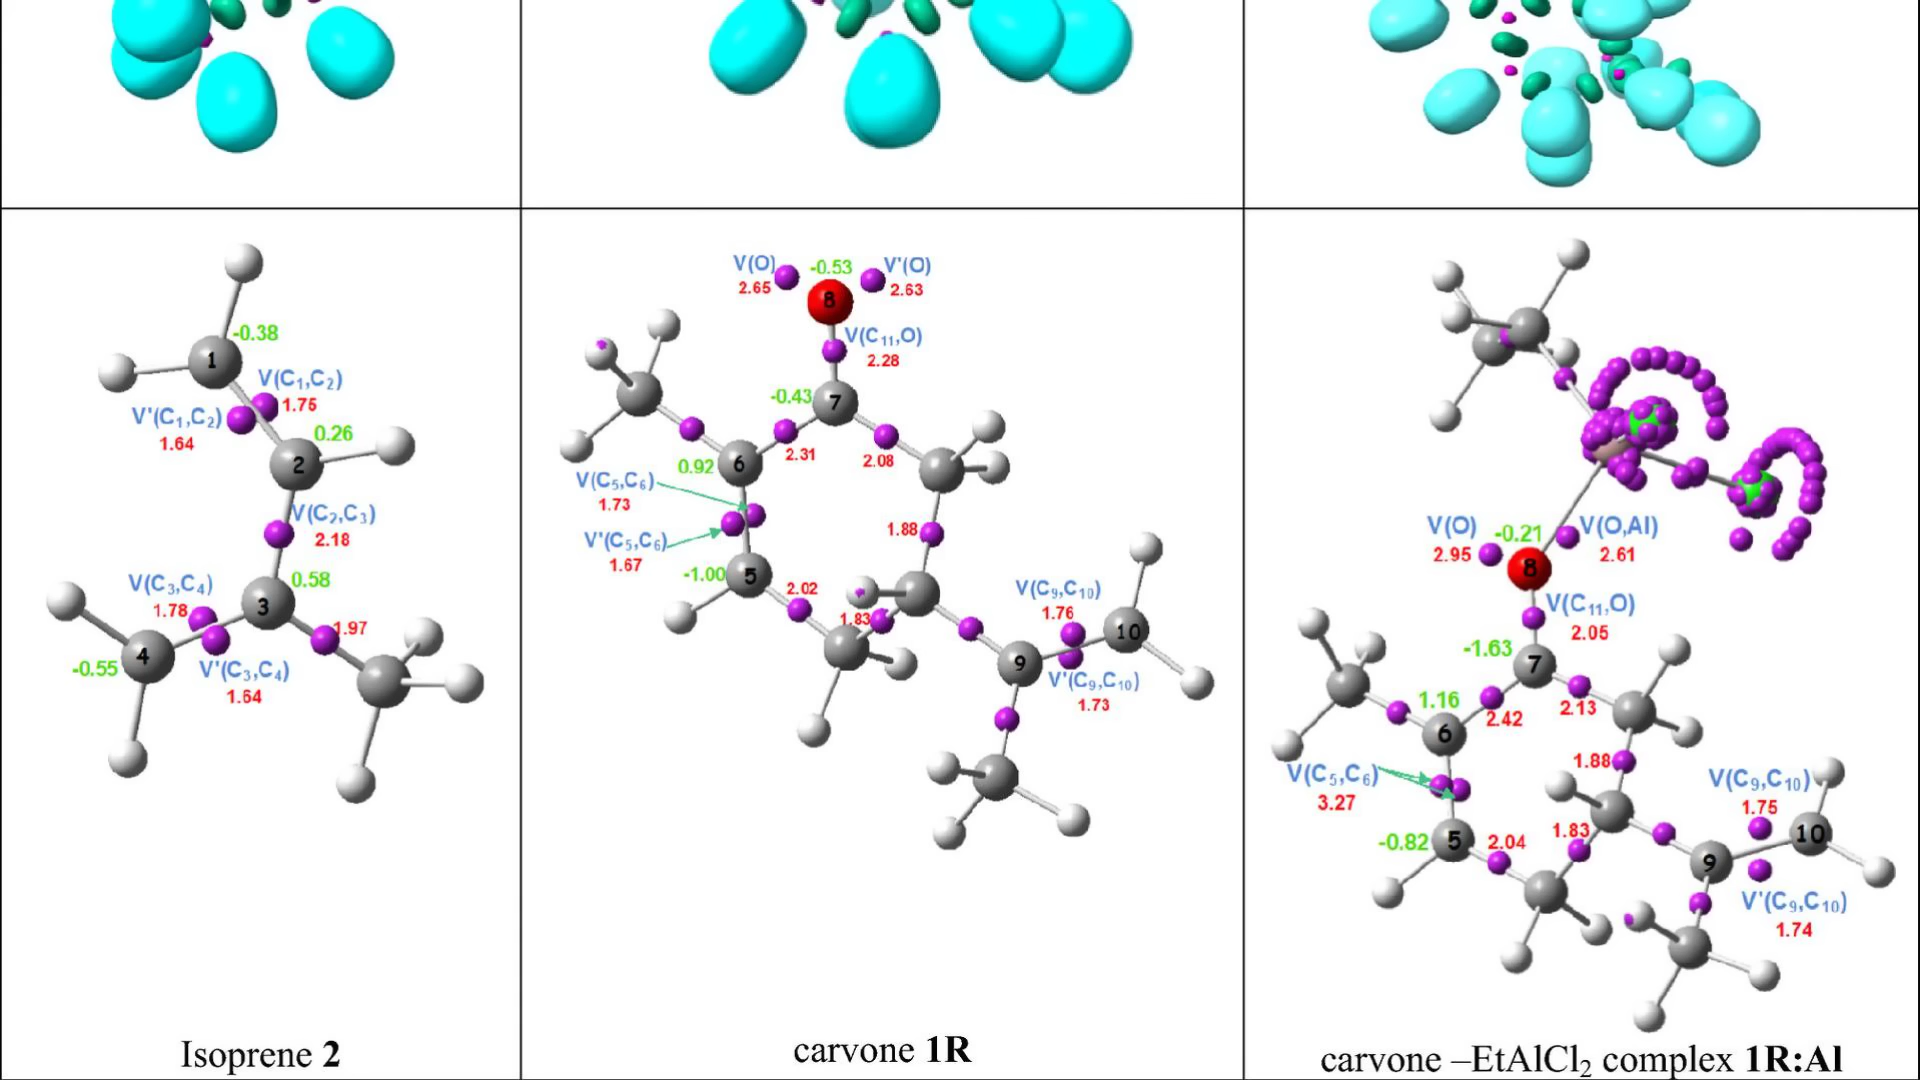 -0.38
1
V(C₁,C₂)
1.75
V'(C₁,C₂)
1.64
0.26
2
V(C₂,C₃)
2.18
0.58
V(C₃,C₄)
1.78
3
1.97
4
-0.55
V'(C₃,C₄)
1.64
Isoprene 2
V(O)
2.65
-0.53
V'(O)
2.63
8
V(C₁₁,O)
2.28
-0.43
7
2.31
2.08
0.92
6
V(C₅,C₆)
1.73
V'(C₅,C₆)
1.67
1.88
-1.00
5
2.02
1.83
V(C₉,C₁₀)
1.76
10
9
V'(C₉,C₁₀)
1.73
carvone 1R
V(O)
2.95
-0.21
V(O,Al)
2.61
8
V(C₁₁,O)
2.05
-1.63
7
1.16
2.42
2.13
6
V(C₅,C₆)
3.27
1.88
V(C₉,C₁₀)
1.75
-0.82
5
2.04
1.83
10
9
V'(C₉,C₁₀)
1.74
carvone –EtAlCl₂ complex 1R:Al